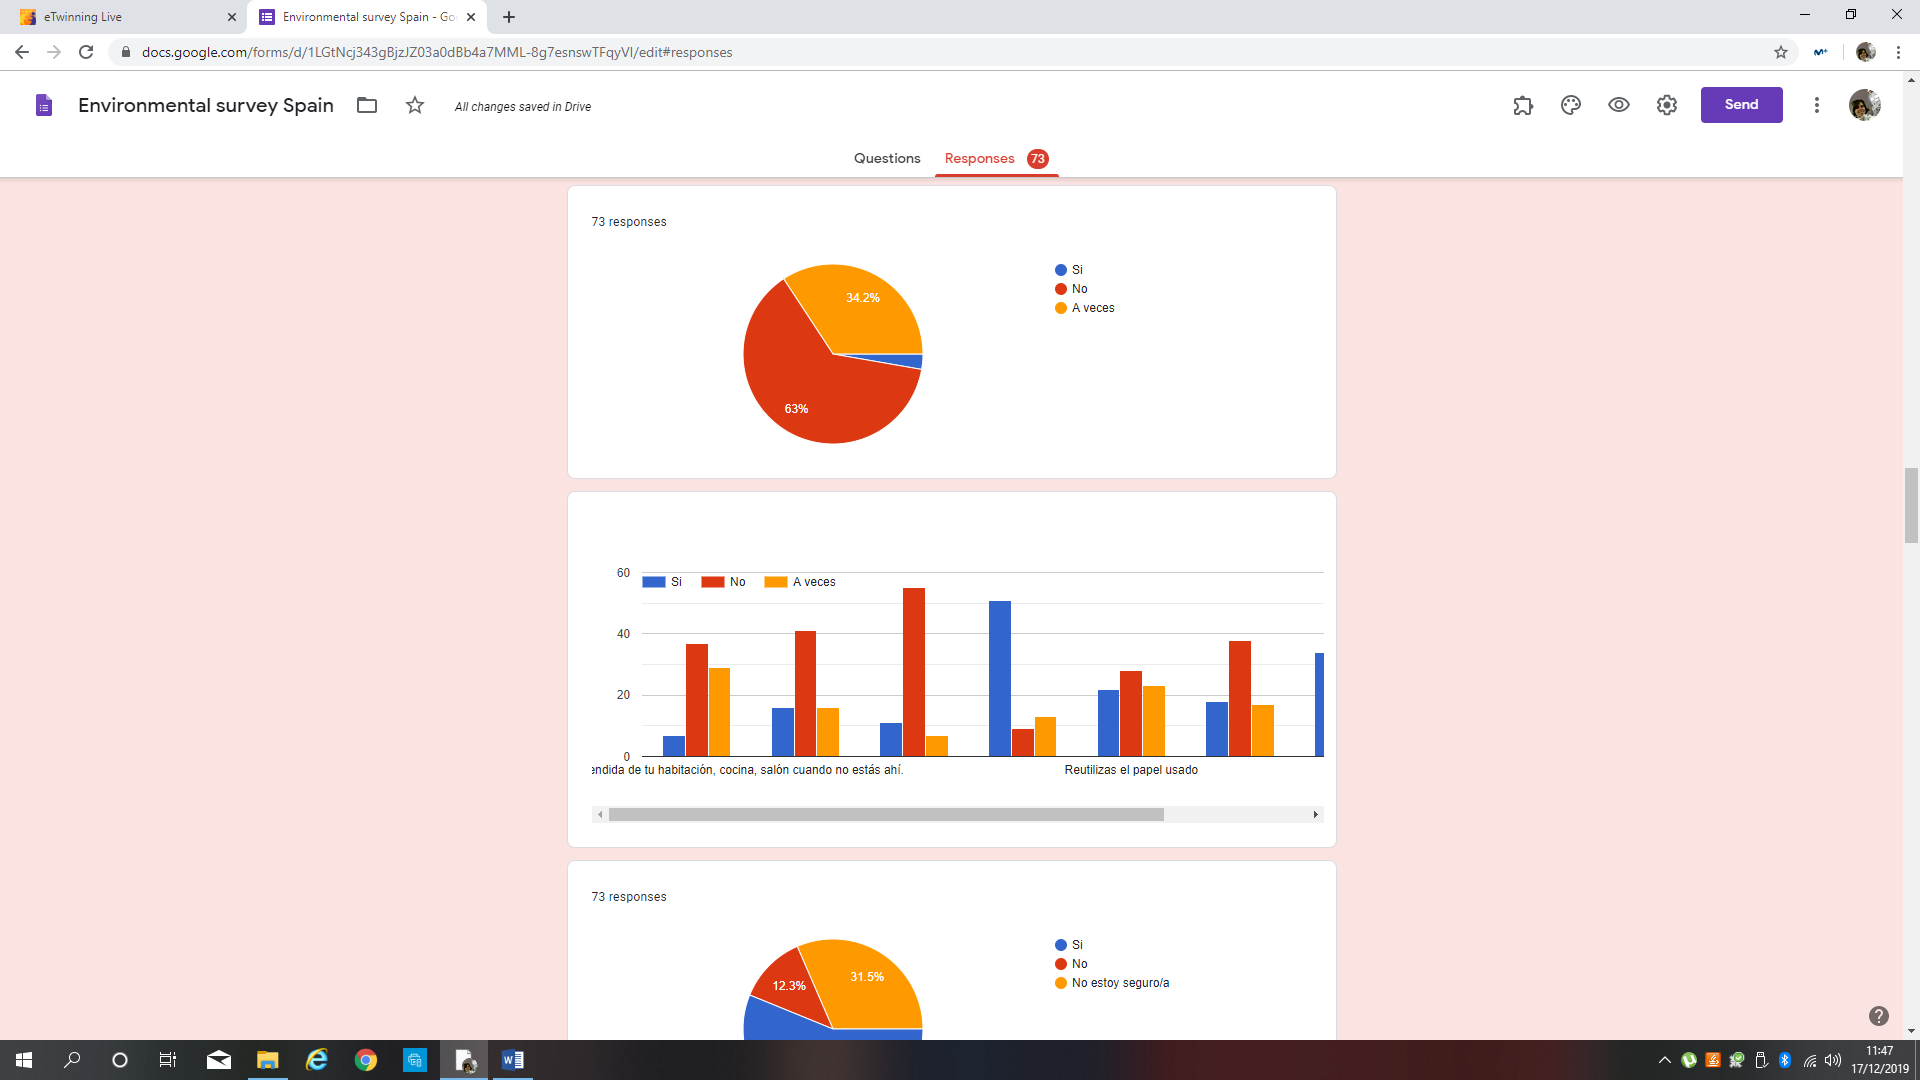 eTwinning Live
Environmental survey Spain - Go
docs.google.com/forms/d/1LGtNcj343gBjzJZ03a0dBb4a7MML-8g7esnswTFqyVI/edit#responses
Environmental survey Spain
All changes saved in Drive
Send
Questions
Responses 73
73 responses
34.2%
63%
Si
No
A veces
60
Si No A veces
40
20
0
endida de tu habitación, cocina, salón cuando no estás ahí.
Reutilizas el papel usado
73 responses
31.5%
12.3%
Si
No
No estoy seguro/a
11:47
17/12/2019